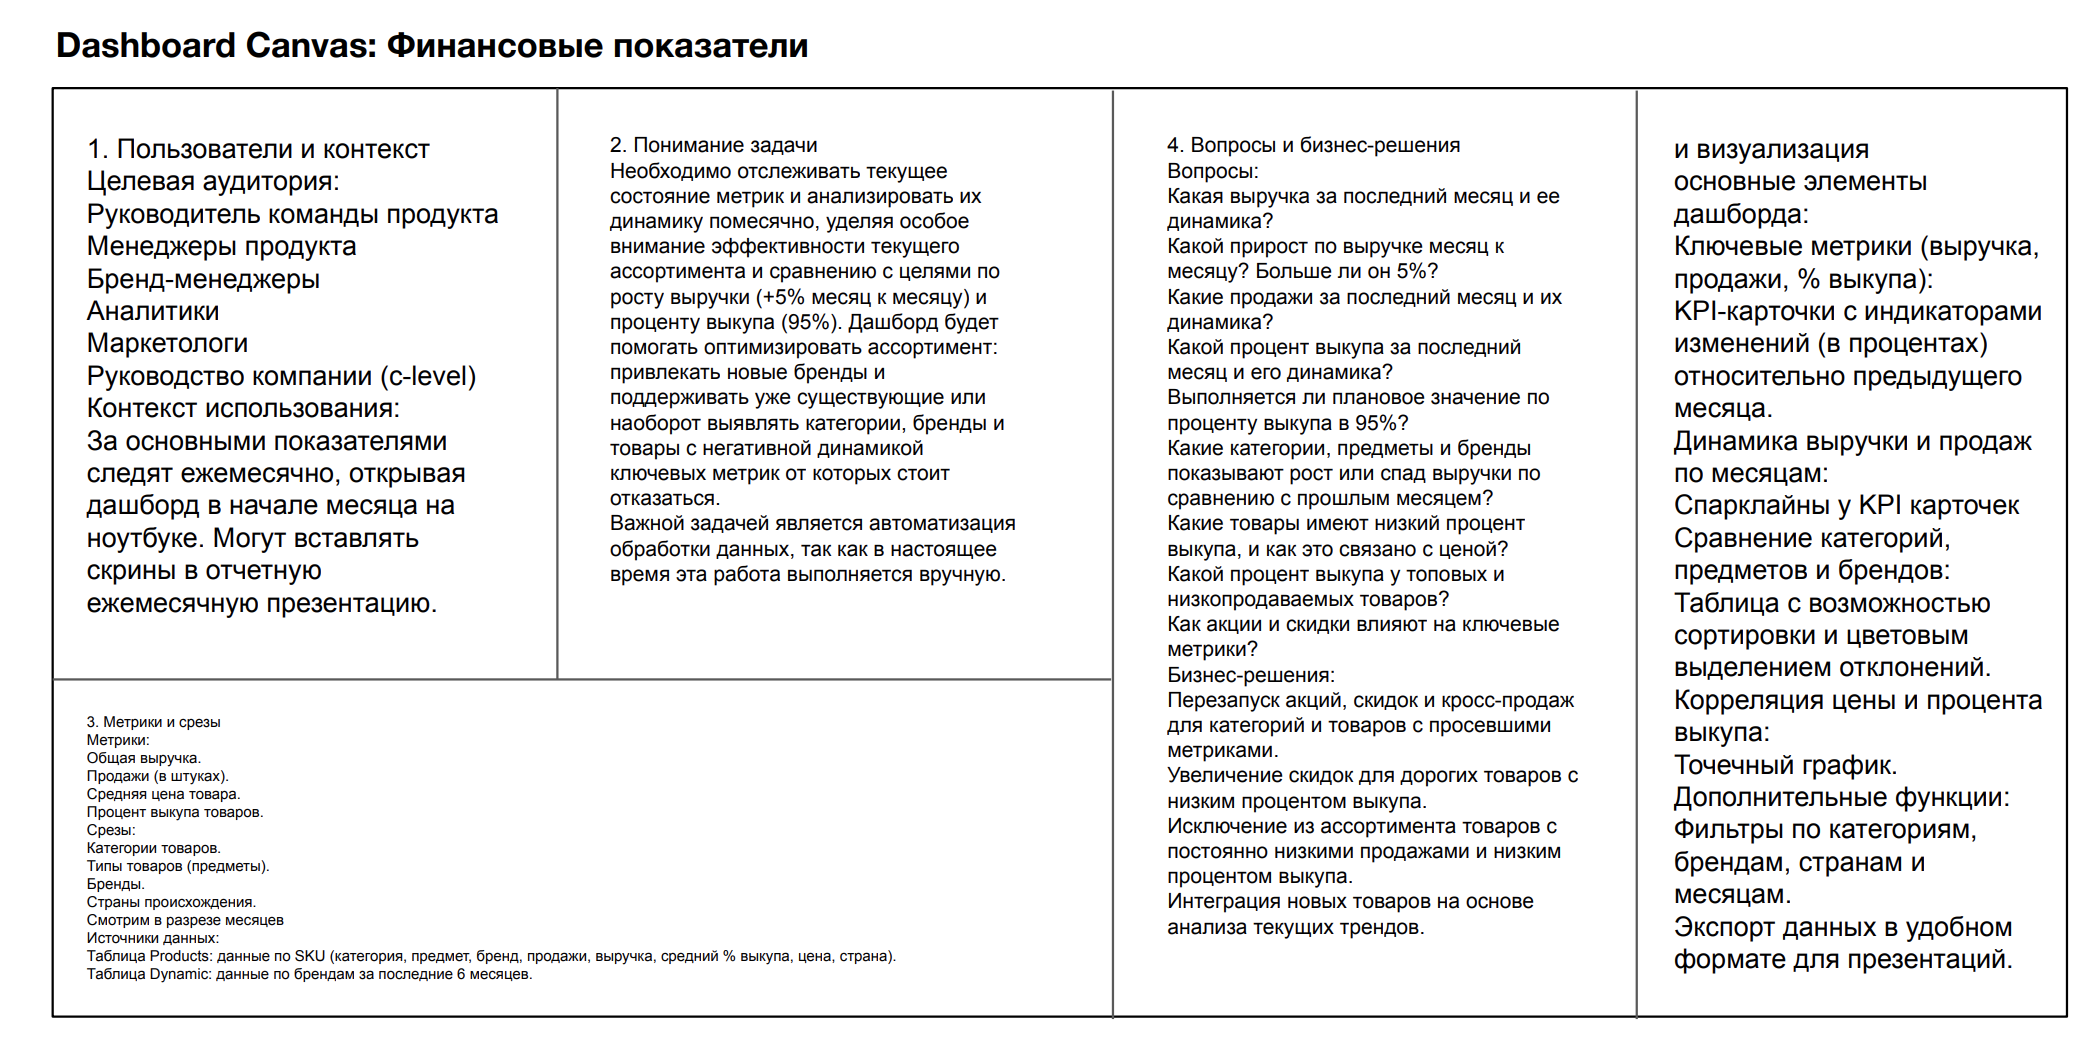 Dashboard Canvas: Финансовые показатели
1. Пользователи и контекст
Целевая аудитория:
Руководитель команды продукта
Менеджеры продукта
Бренд-менеджеры
Аналитики
Маркетологи
Руководство компании (c-level)
Контекст использования:
За основными показателями
следят ежемесячно, открывая
дашборд в начале месяца на
ноутбуке. Могут вставлять
скрины в отчетную
ежемесячную презентацию.
2. Понимание задачи
Необходимо отслеживать текущее
состояние метрик и анализировать их
динамику помесячно, уделяя особое
внимание эффективности текущего
ассортимента и сравнению с целями по
росту выручки (+5% месяц к месяцу) и
проценту выкупа (95%). Дашборд будет
помогать оптимизировать ассортимент:
привлекать новые бренды и
поддерживать уже существующие или
наоборот выявлять категории, бренды и
товары с негативной динамикой
ключевых метрик от которых стоит
отказаться.
Важной задачей является автоматизация
обработки данных, так как в настоящее
время эта работа выполняется вручную.
3. Метрики и срезы
Метрики:
Общая выручка.
Продажи (в штуках).
Средняя цена товара.
Процент выкупа товаров.
Срезы:
Категории товаров.
Типы товаров (предметы).
Бренды.
Страны происхождения.
Смотрим в разрезе месяцев
Источники данных:
Таблица Products: данные по SKU (категория, предмет, бренд, продажи, выручка, средний % выкупа, цена, страна).
Таблица Dynamic: данные по брендам за последние 6 месяцев.
4. Вопросы и бизнес-решения
Вопросы:
Какая выручка за последний месяц и ее
динамика?
Какой прирост по выручке месяц к
месяцу? Больше ли он 5%?
Какие продажи за последний месяц и их
динамика?
Какой процент выкупа за последний
месяц и его динамика?
Выполняется ли плановое значение по
проценту выкупа в 95%?
Какие категории, предметы и бренды
показывают рост или спад выручки по
сравнению с прошлым месяцем?
Какие товары имеют низкий процент
выкупа, и как это связано с ценой?
Какой процент выкупа у топовых и
низкопродаваемых товаров?
Как акции и скидки влияют на ключевые
метрики?
Бизнес-решения:
Перезапуск акций, скидок и кросс-продаж
для категорий и товаров с просевшими
метриками.
Увеличение скидок для дорогих товаров с
низким процентом выкупа.
Исключение из ассортимента товаров с
постоянно низкими продажами и низким
процентом выкупа.
Интеграция новых товаров на основе
анализа текущих трендов.
и визуализация
основные элементы
дашборда:
Ключевые метрики (выручка,
продажи, % выкупа):
KPI-карточки с индикаторами
изменений (в процентах)
относительно предыдущего
месяца.
Динамика выручки и продаж
по месяцам:
Спарклайны у KPI карточек
Сравнение категорий,
предметов и брендов:
Таблица с возможностью
сортировки и цветовым
выделением отклонений.
Корреляция цены и процента
выкупа:
Точечный график.
Дополнительные функции:
Фильтры по категориям,
брендам, странам и
месяцам.
Экспорт данных в удобном
формате для презентаций.